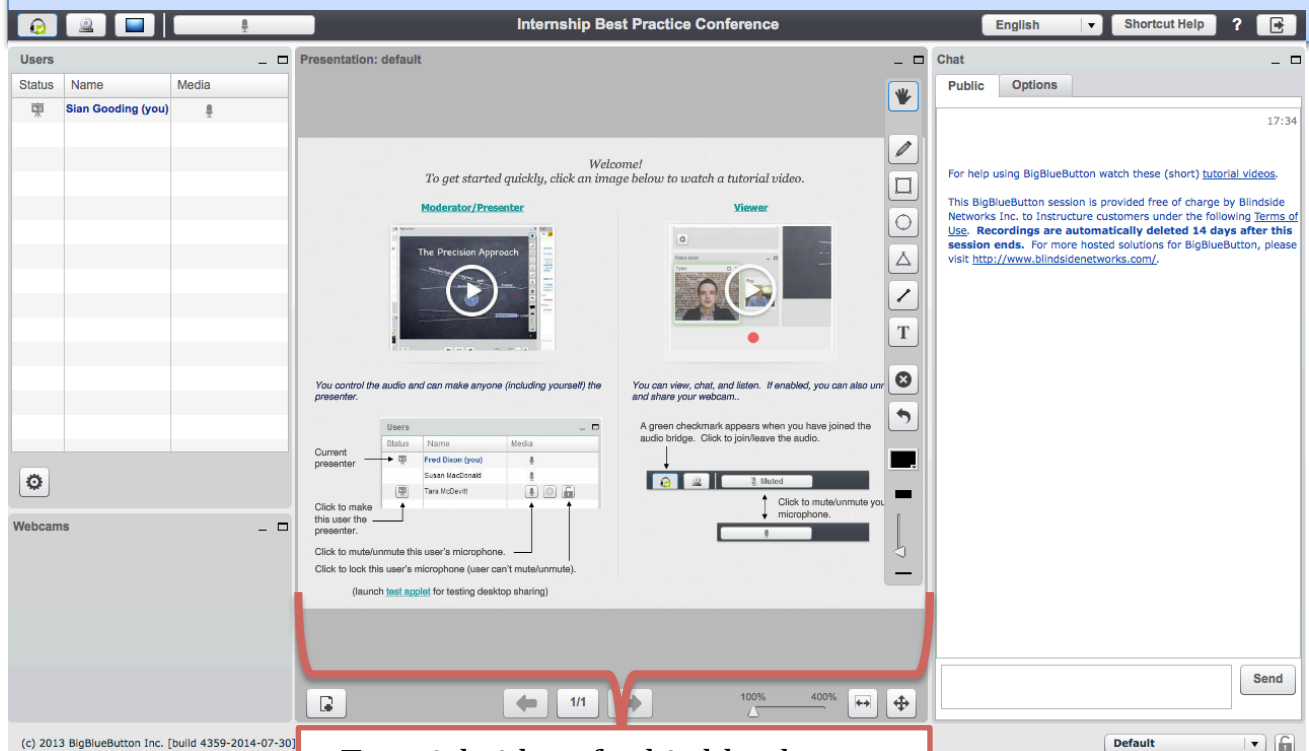 Internship Best Practice Conference
English
Shortcut Help
?
Users
Status Name Media
Sian Gooding (you)
Webcams
Presentation: default
Welcome!
To get started quickly, click an image below to watch a tutorial video.
Moderator/Presenter
The Precision Approach
You control the audio and can make anyone (including yourself) the
presenter.
Users
Status Name Media
Fred Dixon (you)
Susan MacDonald
Tara McDevitt
Current
presenter
Click to make
this user the
presenter.
Click to mute/unmute this user's microphone.
Click to lock this user's microphone (user can't mute/unmute).
(launch test applet for testing desktop sharing)
Viewer
You can view, chat, and listen. If enabled, you can also unr
and share your webcam..
A green checkmark appears when you have joined the
audio bridge. Click to join/leave the audio.
Muted
Click to mute/unmute you
microphone.
T
1/1
100%
400%
Chat
Public
Options
17:34
For help using BigBlueButton watch these (short) tutorial videos.
This BigBlueButton session is provided free of charge by Blindside
Networks Inc. to Instructure customers under the following Terms of
Use. Recordings are automatically deleted 14 days after this
session ends. For more hosted solutions for BigBlueButton, please
visit http://www.blindsidenetworks.com/.
Send
(c) 2013 BigBlueButton Inc. [build 4359-2014-07-30]
Default